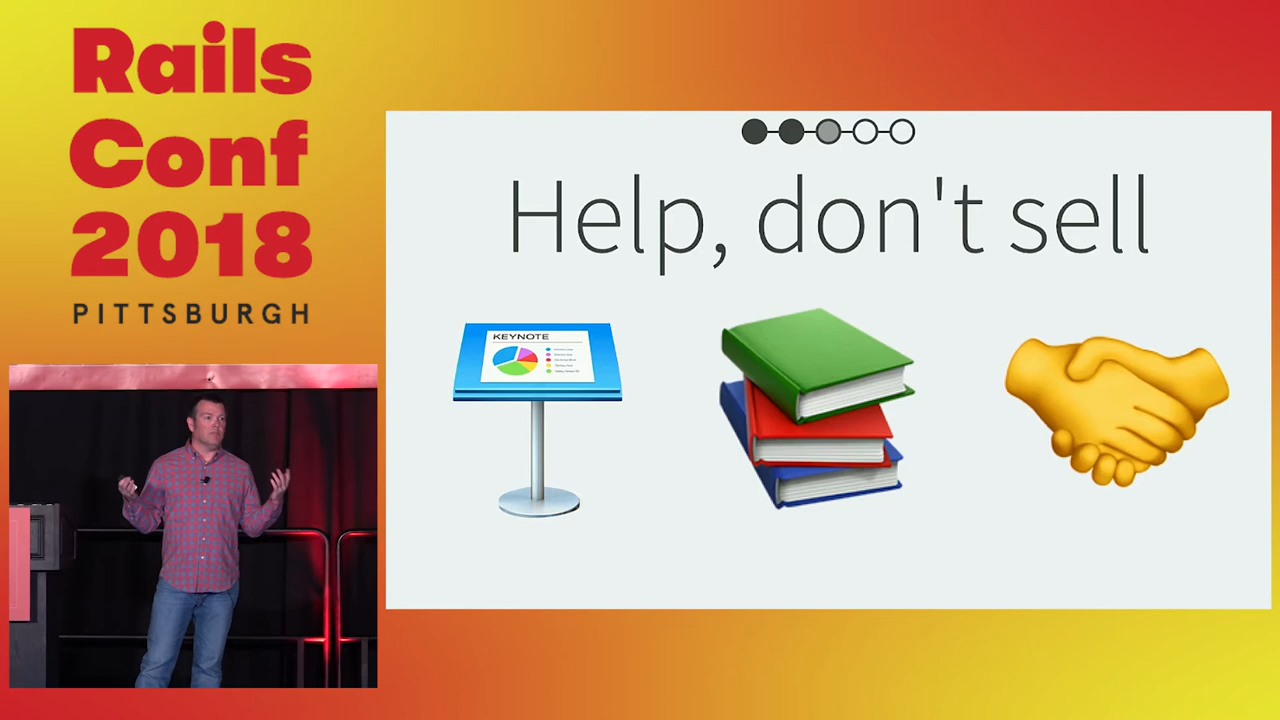 Rails
Conf
2018
PITTSBURGH
Help, don't sell
KEYNOTE